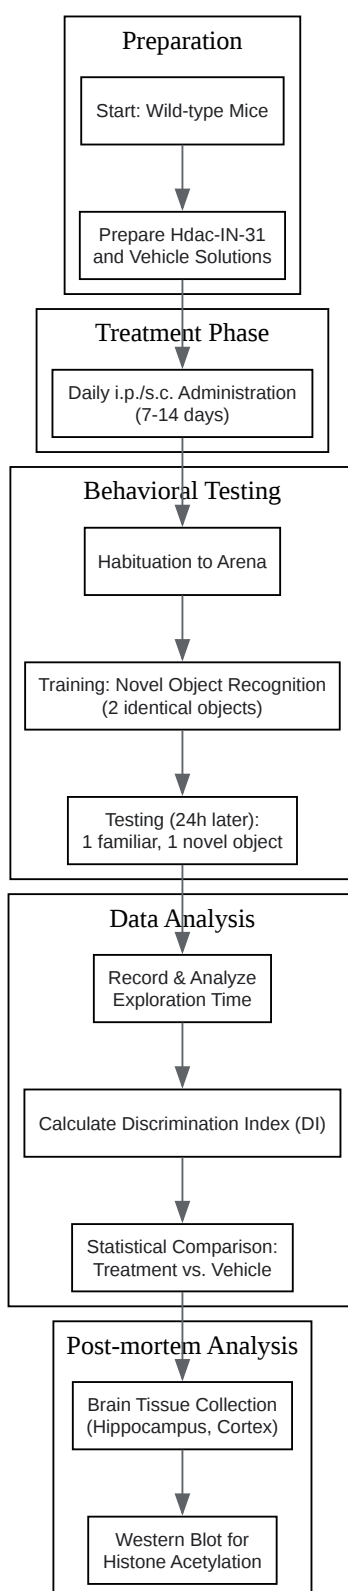 Preparation
Start: Wild-type Mice
Prepare Hdac-IN-31
and Vehicle Solutions
Treatment Phase
Daily i.p./s.c. Administration
(7-14 days)
Behavioral Testing
Habituation to Arena
Training: Novel Object Recognition
(2 identical objects)
Testing (24h later):
1 familiar, 1 novel object
Data Analysis
Record & Analyze
Exploration Time
Calculate Discrimination Index (DI)
Statistical Comparison:
Treatment vs. Vehicle
Post-mortem Analysis
Brain Tissue Collection
(Hippocampus, Cortex)
Western Blot for
Histone Acetylation